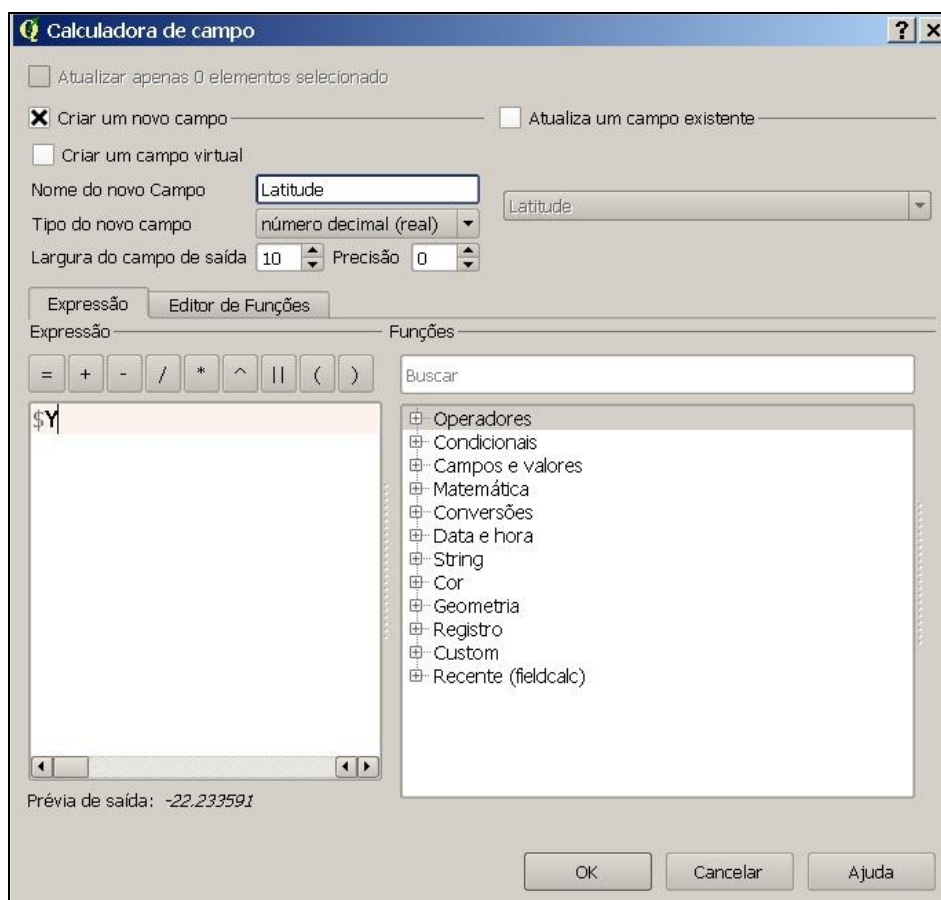 Calculadora de campo
Atualizar apenas 0 elementos selecionado
Criar um novo campo
Atualiza um campo existente
Criar um campo virtual
Nome do novo Campo Latitude
Latitude
Tipo do novo campo número decimal (real)
Largura do campo de saída 10 Precisão 0
Expressão Editor de Funções
Expressão
Funções
= + - / * ^ || ( )
Buscar
$Y
Operadores
Condicionais
Campos e valores
Matemática
Conversões
Data e hora
String
Cor
Geometria
Registro
Custom
Recente (fieldcalc)
Prévia de saída: -22.233591
OK Cancelar Ajuda